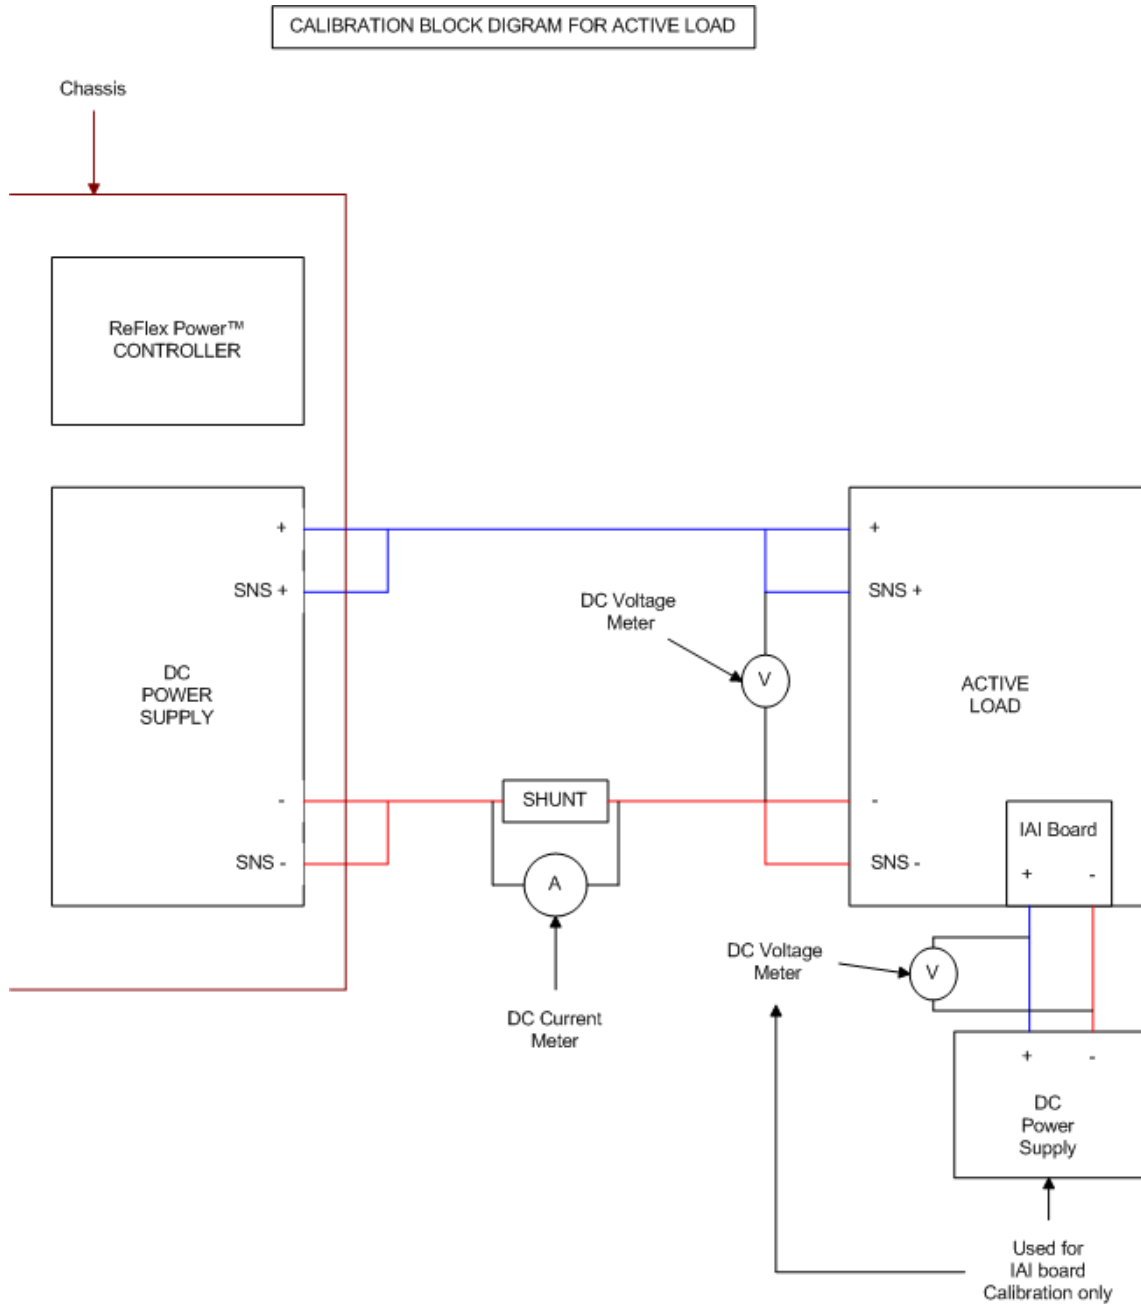 CALIBRATION BLOCK DIGRAM FOR ACTIVE LOAD
Chassis
ReFlex Power™
CONTROLLER
+
SNS +
DC
POWER
SUPPLY
-
SNS -
DC Voltage
Meter
V
SHUNT
A
DC Current
Meter
+
SNS +
ACTIVE
LOAD
-
SNS -
IAI Board
+ -
DC Voltage
Meter
V
+ -
DC
Power
Supply
Used for
IAI board
Calibration only